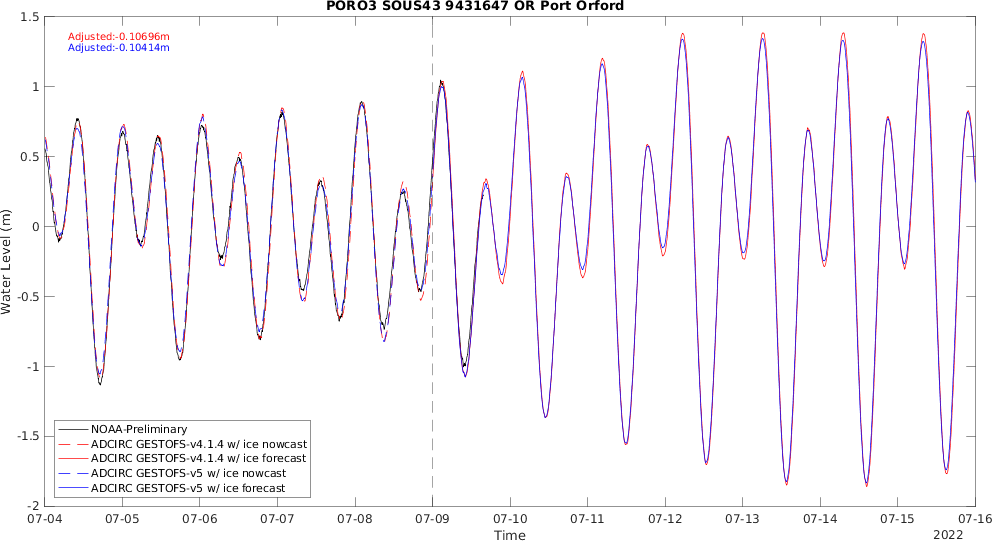 PORO3 SOUS43 9431647 OR Port Orford
Adjusted:-0.10696m
Adjusted:-0.10414m
1.5
1
0.5
0
-0.5
-1
-1.5
-2
Water Level (m)
NOAA-Preliminary
ADCIRC GESTOFS-v4.1.4 w/ ice nowcast
ADCIRC GESTOFS-v4.1.4 w/ ice forecast
ADCIRC GESTOFS-v5 w/ ice nowcast
ADCIRC GESTOFS-v5 w/ ice forecast
07-04 07-05 07-06 07-07 07-08 07-09 07-10 07-11 07-12 07-13 07-14 07-15 07-16
Time
2022